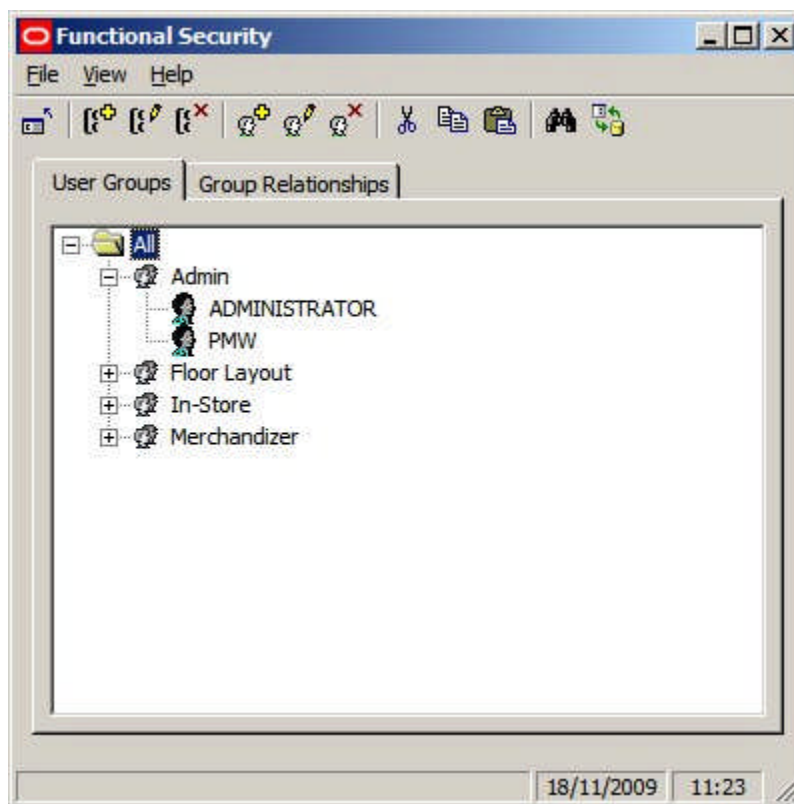 Functional Security
File View Help
User Groups Group Relationships
All
Admin
ADMINISTRATOR
PMW
Floor Layout
In-Store
Merchandizer
18/11/2009 11:23